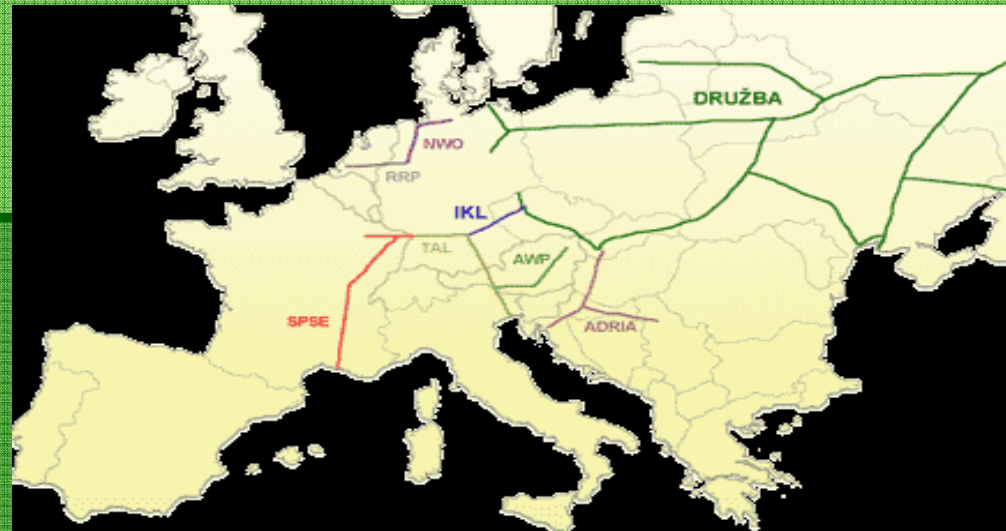 DRUŽBA
NWO
RRP
IKL
TAL
AWP
SPSE
ADRIA